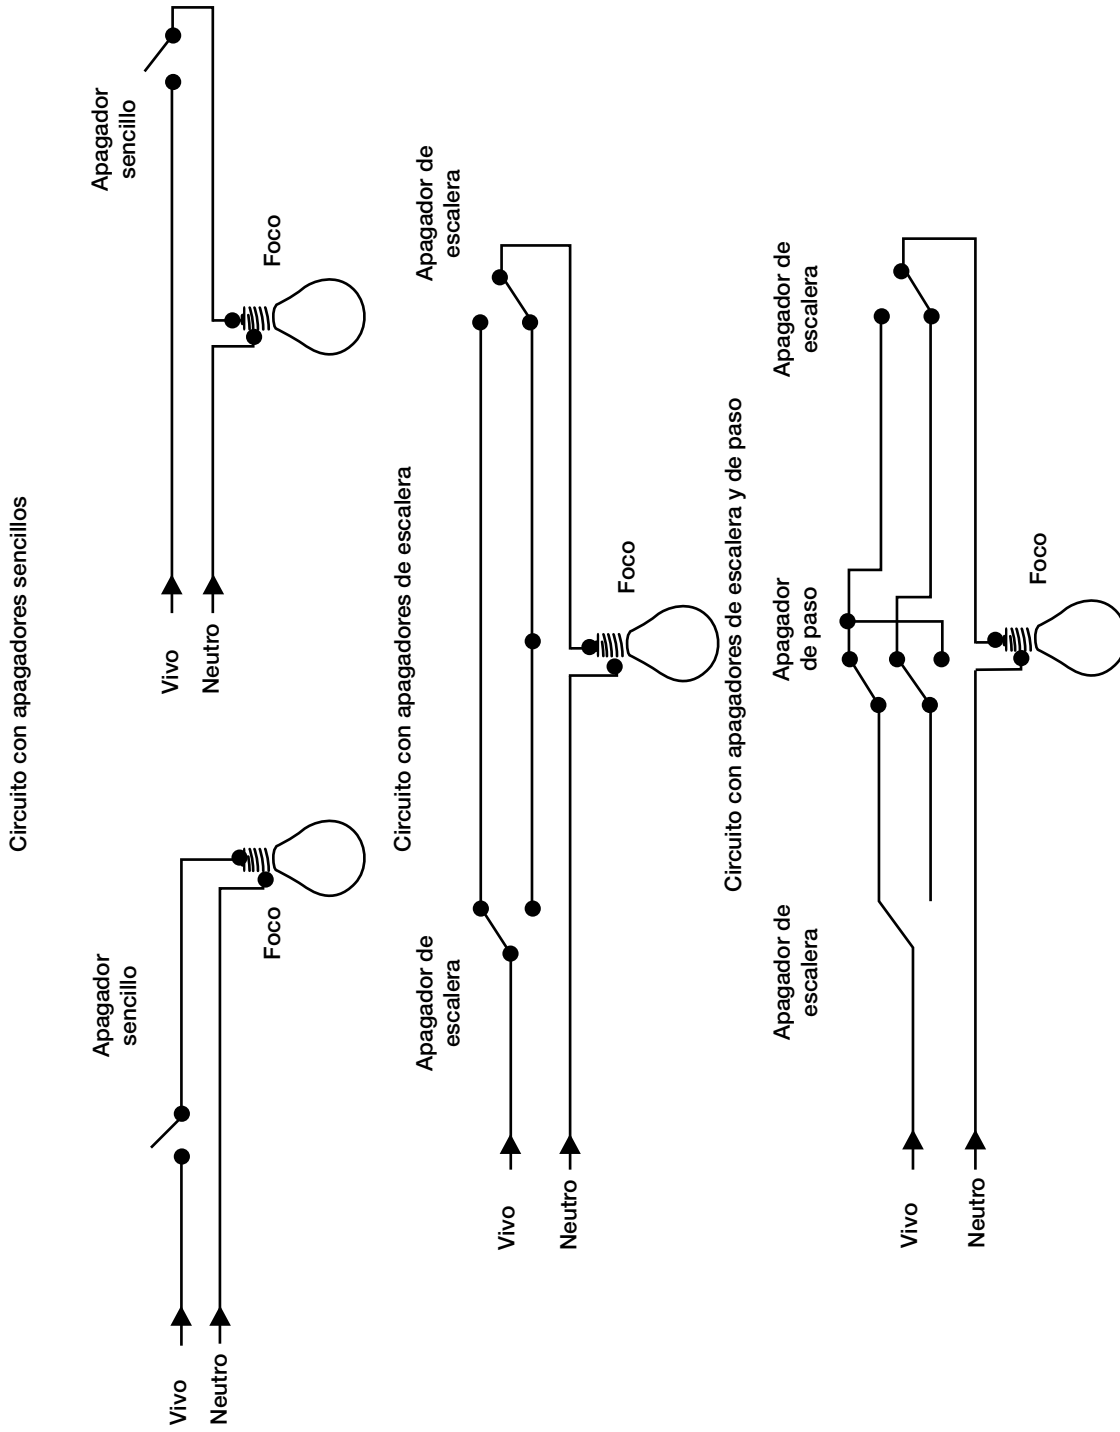 Circuito con apagadores sencillos
Apagador
sencillo
Foco
Vivo
Neutro
Apagador
sencillo
Foco
Vivo
Neutro
Circuito con apagadores de escalera
Apagador de
escalera
Apagador de
escalera
Foco
Vivo
Neutro
Circuito con apagadores de escalera y de paso
Apagador de
escalera
Apagador
de paso
Apagador de
escalera
Foco
Vivo
Neutro